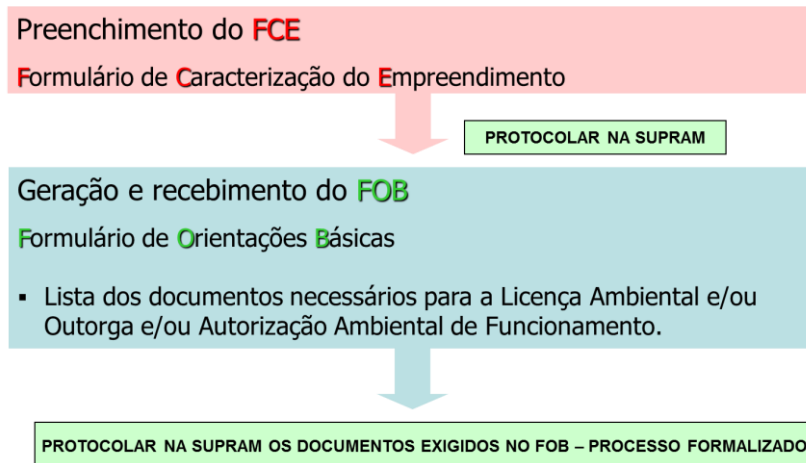 Preenchimento do FCE
Formulário de Caracterização do Empreendimento
PROTOCOLAR NA SUPRAM
Geração e recebimento do FOB
Formulário de Orientações Básicas
▪ Lista dos documentos necessários para a Licença Ambiental e/ou
Outorga e/ou Autorização Ambiental de Funcionamento.
PROTOCOLAR NA SUPRAM OS DOCUMENTOS EXIGIDOS NO FOB – PROCESSO FORMALIZADO